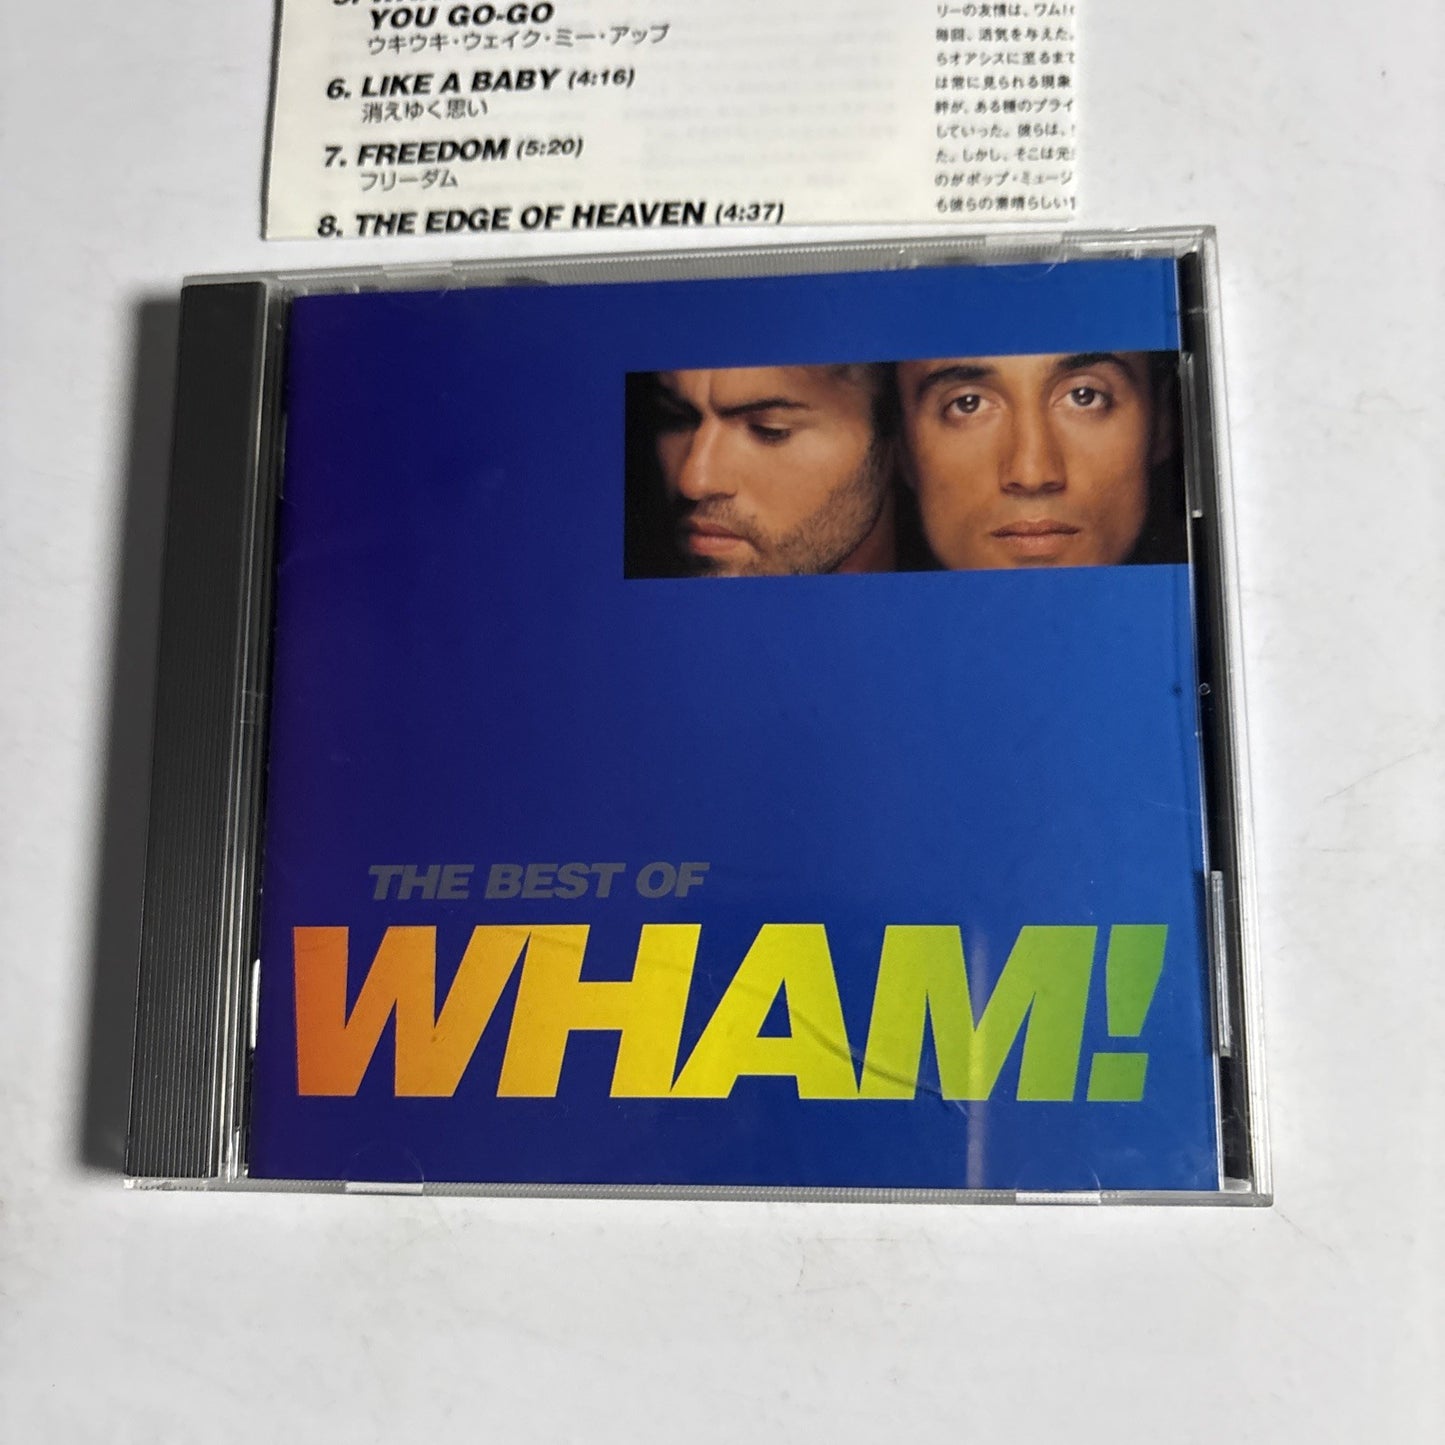 YOU GO-GO
ウキウキ・ウェイク・ミー・アップ
6. LIKE A BABY (4:16)
消えゆく思い
7. FREEDOM (5:20)
フリーダム
8. THE EDGE OF HEAVEN (4:37)
リーの友情は、ワム!
毎回、活気を与えた。
らオアシスに至るまで
は常に見られる現象
絆が、ある種のプライ
していった。彼らは、
た。しかし、そこは元
のがポップ・ミュージ
も彼らの素晴らしい
THE BEST OF
WHAM!